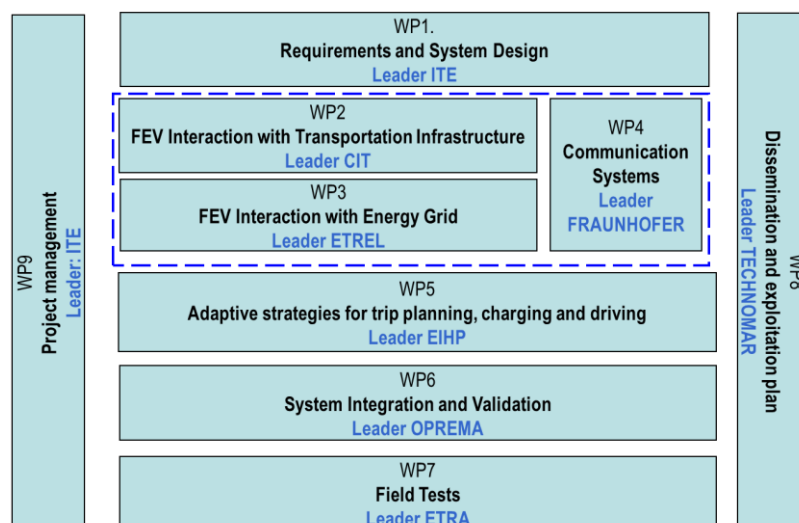 WP1.
Requirements and System Design
Leader ITE
WP2
FEV Interaction with Transportation Infrastructure
Leader CIT
WP3
FEV Interaction with Energy Grid
Leader ETREL
WP4
Communication
Systems
Leader
FRAUNHOFER
WP5
Adaptive strategies for trip planning, charging and driving
Leader EIHP
WP6
System Integration and Validation
Leader OPREMA
WP7
Field Tests
Leader ETRA
WP9
Project management
Leader: ITE
WP8
Dissemination and exploitation plan
Leader TECHNOMAR